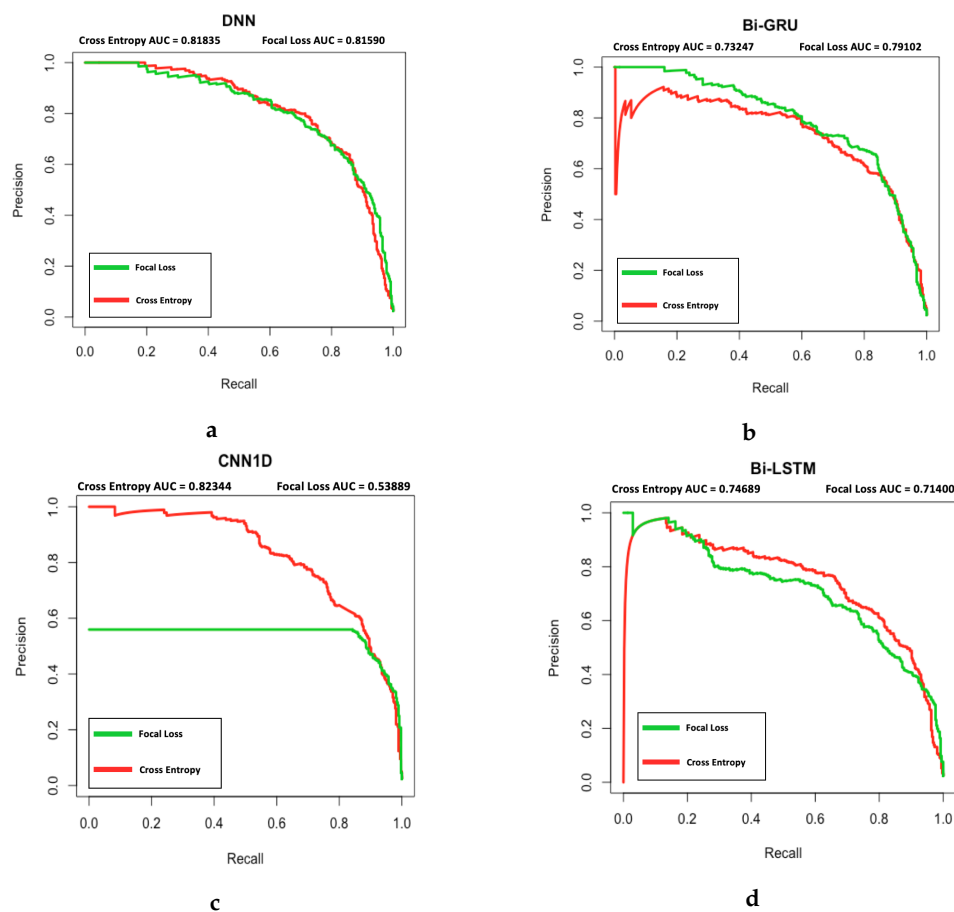 DNN
Cross Entropy AUC = 0.81835 Focal Loss AUC = 0.81590
1.0
0.8
0.6
0.4
0.2
0.0
Precision
Focal Loss
Cross Entropy
0.0 0.2 0.4 0.6 0.8 1.0
Recall
a
Bi-GRU
Cross Entropy AUC = 0.73247 Focal Loss AUC = 0.79102
1.0
0.8
0.6
0.4
0.2
0.0
Precision
Focal Loss
Cross Entropy
0.0 0.2 0.4 0.6 0.8 1.0
Recall
b
CNN1D
Cross Entropy AUC = 0.82344 Focal Loss AUC = 0.53889
1.0
0.8
0.6
0.4
0.2
0.0
Precision
Focal Loss
Cross Entropy
0.0 0.2 0.4 0.6 0.8 1.0
Recall
c
Bi-LSTM
Cross Entropy AUC = 0.74689 Focal Loss AUC = 0.71400
1.0
0.8
0.6
0.4
0.2
0.0
Precision
Focal Loss
Cross Entropy
0.0 0.2 0.4 0.6 0.8 1.0
Recall
d